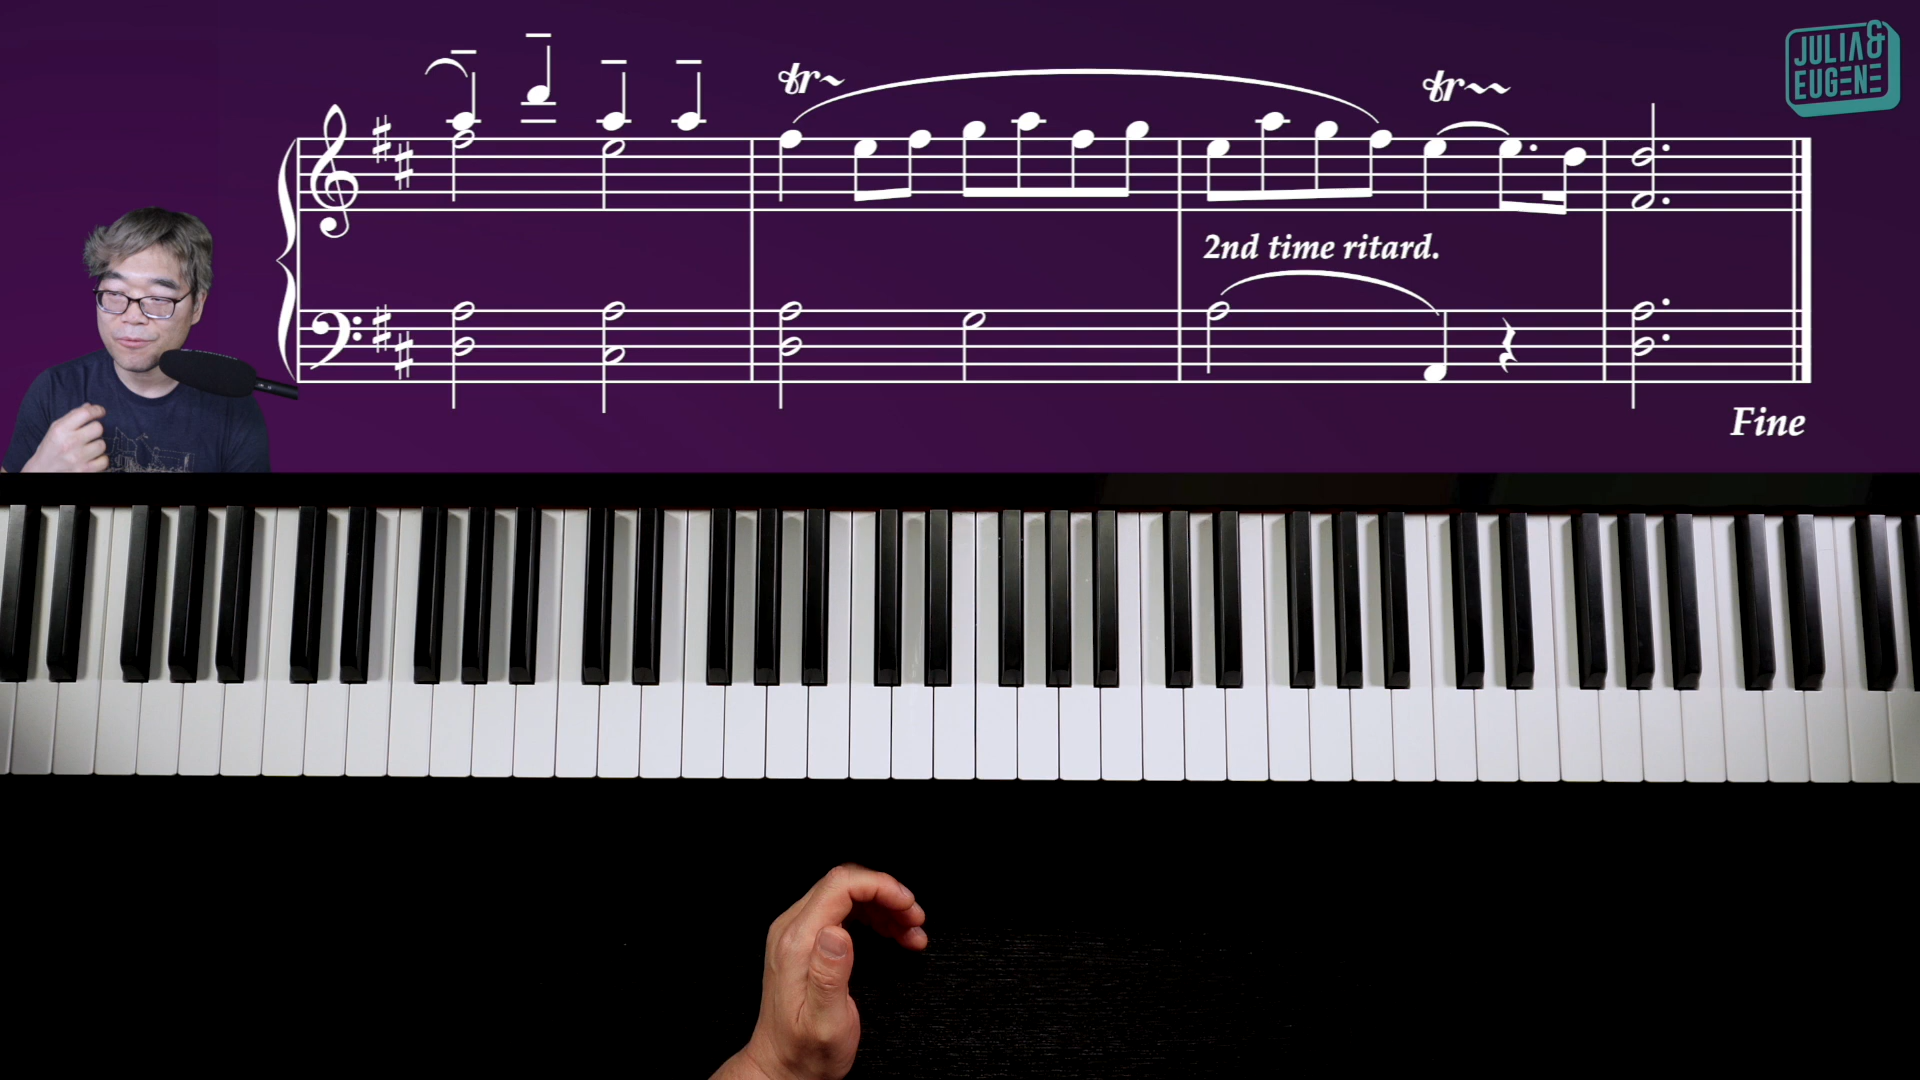 JULIA &
EUGENE
tr
tr
2nd time ritard.
Fine